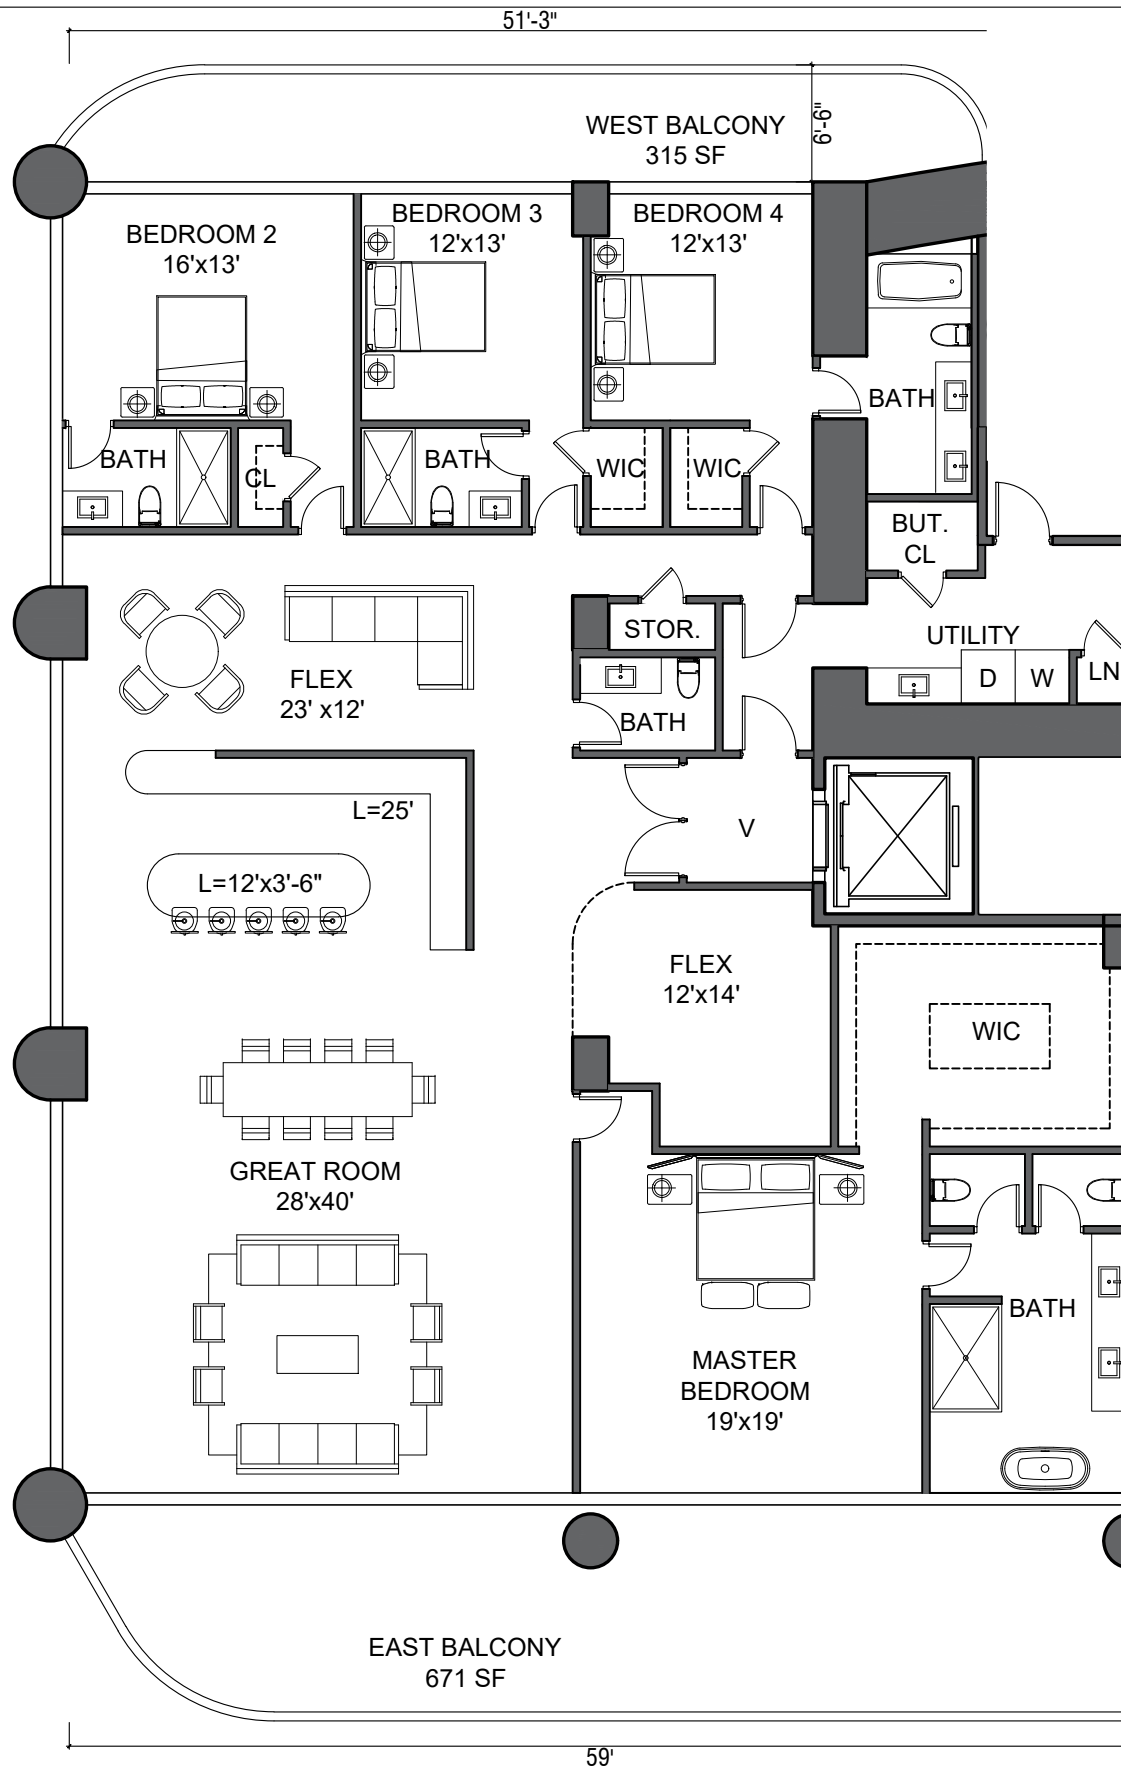 51'-3"
WEST BALCONY
315 SF
6'-6"
BEDROOM 2
16'x13'
BEDROOM 3
12'x13'
BEDROOM 4
12'x13'
BATH
BATH
CL
BATH
WIC
WIC
BUT.
CL
STOR.
UTILITY
D
W
LN
FLEX
23' x12'
BATH
L=25'
V
L=12'x3'-6"
FLEX
12'x14'
WIC
GREAT ROOM
28'x40'
BATH
MASTER
BEDROOM
19'x19'
EAST BALCONY
671 SF
59'